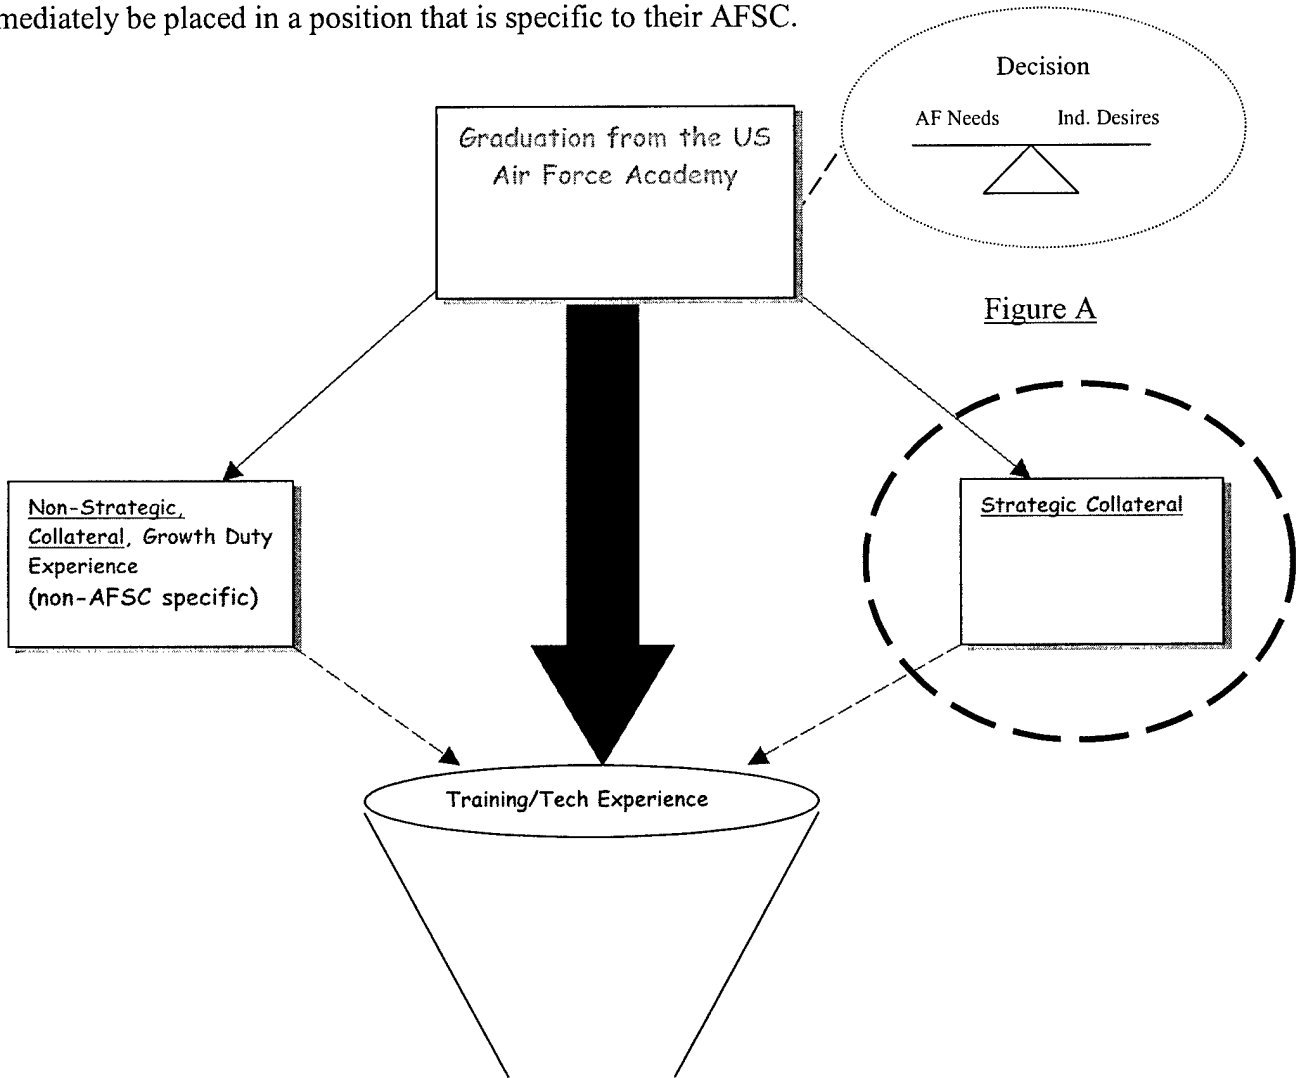 mediately be placed in a position that is specific to their AFSC.
Decision
AF Needs Ind. Desires
Graduation from the US
Air Force Academy
Figure A
Non-Strategic,
Collateral, Growth Duty
Experience
(non-AFSC specific)
Strategic Collateral
Training/Tech Experience